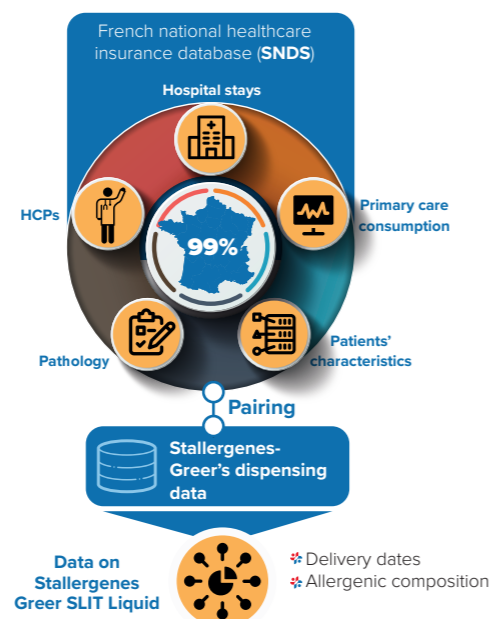 French national healthcare
insurance database (SNDS)
Hospital stays
HCPs
Primary care
consumption
99%
Pathology
Patients'
characteristics
Pairing
Stallergenes-
Greer's dispensing
data
Data on
Stallergenes
Greer SLIT Liquid
Delivery dates
Allergenic composition